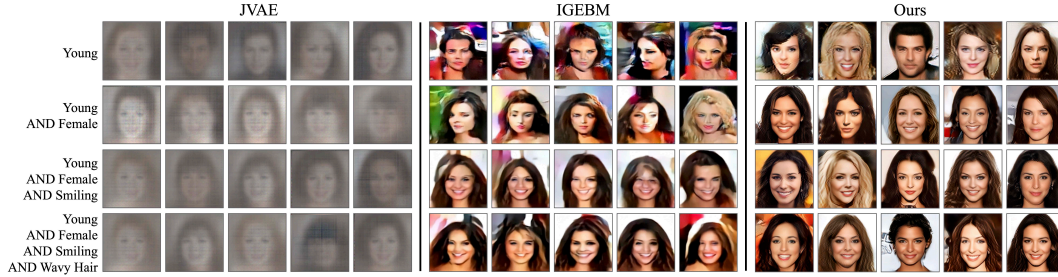 JVAE IGEBM Ours
Young
Young
AND Female
Young
AND Female
AND Smiling
Young
AND Female
AND Smiling
AND Wavy Hair